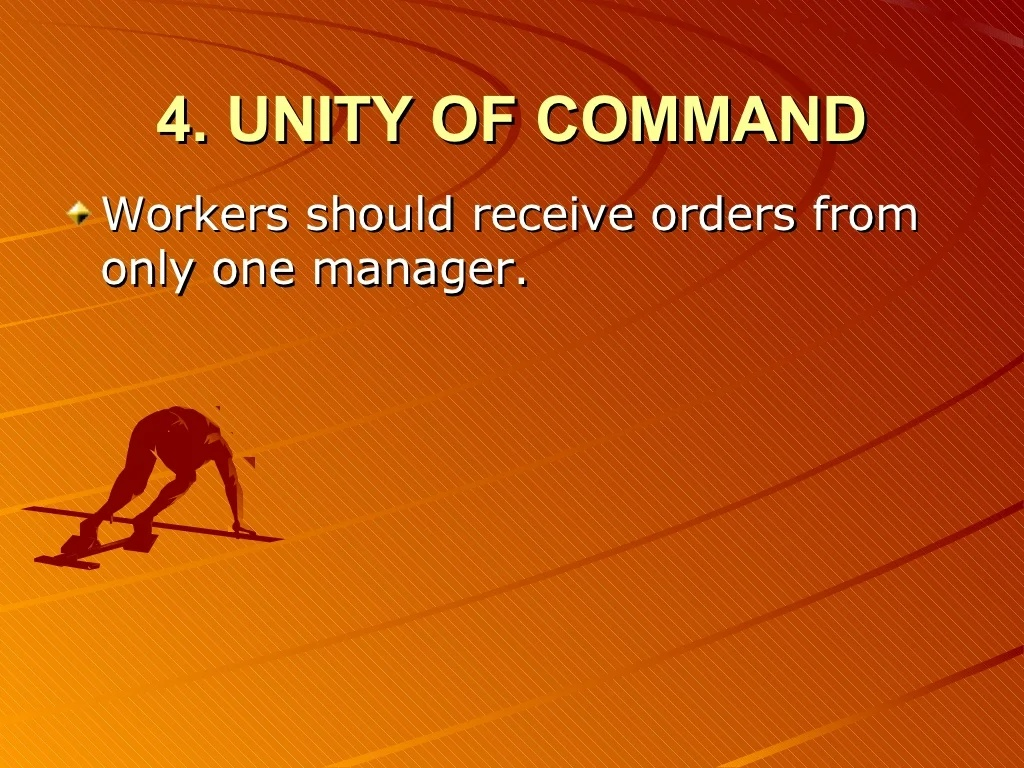 4. UNITY OF COMMAND
Workers should receive orders from
only one manager.